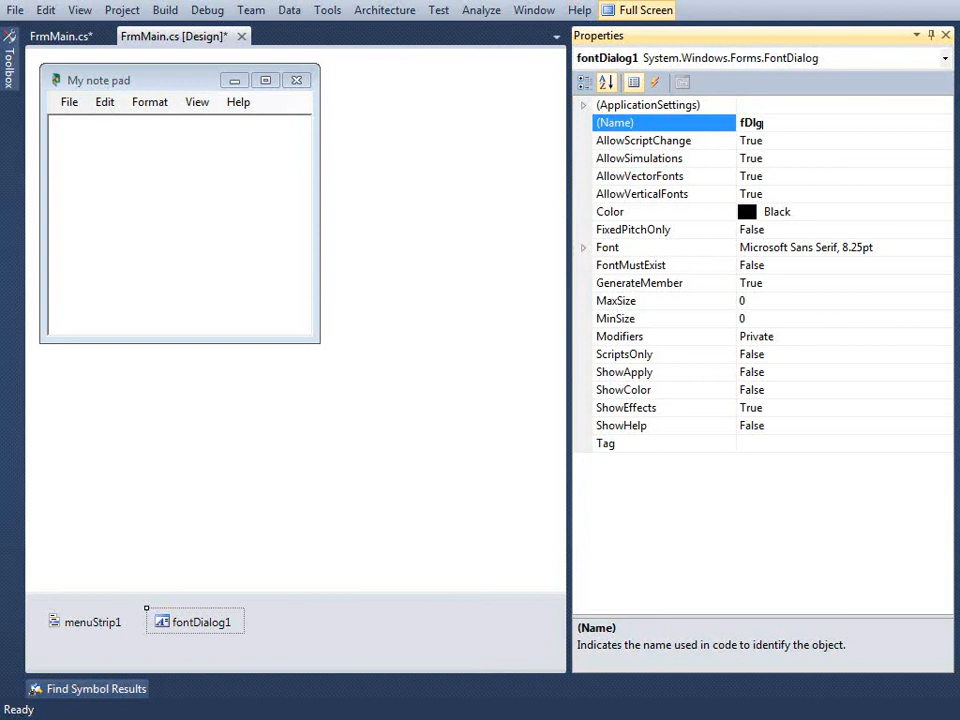 File Edit View Project Build Debug Team Data Tools Architecture Test Analyze Window Help Full Screen
Toolbox
FrmMain.cs* FrmMain.cs [Design]*
My note pad
File Edit Format View Help
menuStrip1 fontDialog1
Properties
fontDialog1 System.Windows.Forms.FontDialog
(ApplicationSettings)
(Name) fDlg
AllowScriptChange True
AllowSimulations True
AllowVectorFonts True
AllowVerticalFonts True
Color Black
FixedPitchOnly False
Font Microsoft Sans Serif, 8.25pt
FontMustExist False
GenerateMember True
MaxSize 0
MinSize 0
Modifiers Private
ScriptsOnly False
ShowApply False
ShowColor False
ShowEffects True
ShowHelp False
Tag
(Name)
Indicates the name used in code to identify the object.
Find Symbol Results
Ready